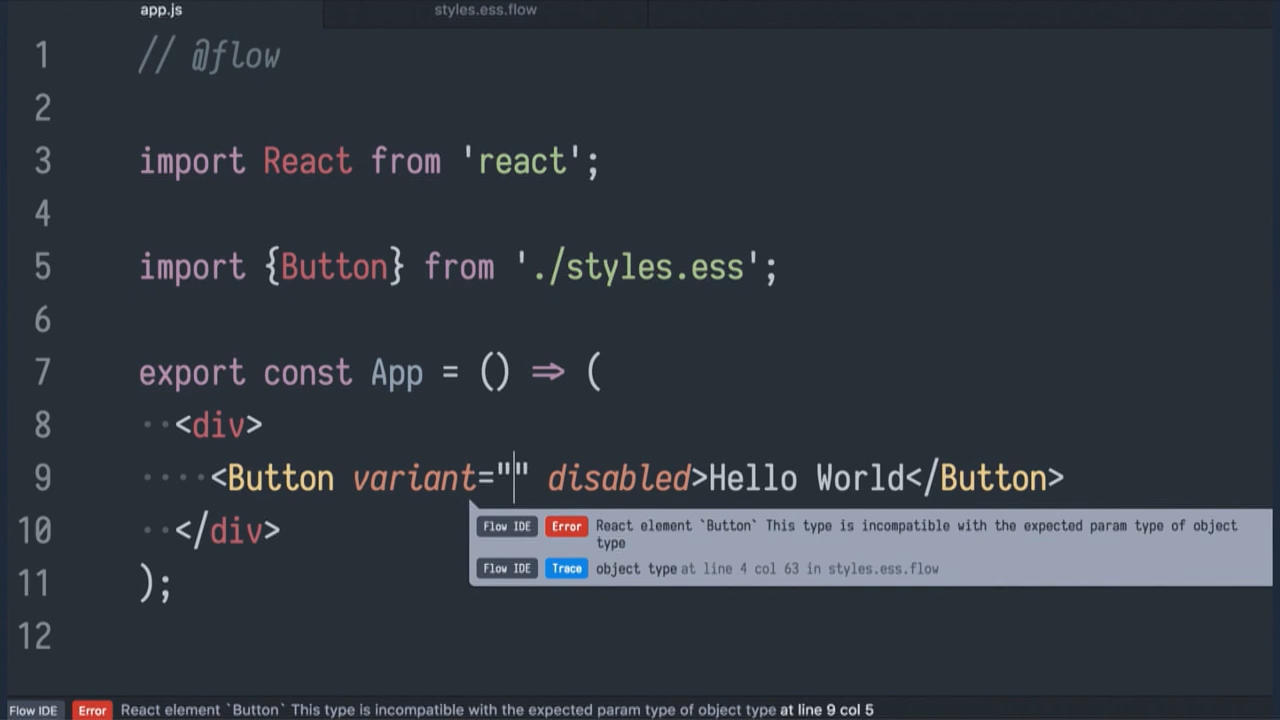 app.js
styles.ess.flow
1 // @flow
2
3 import React from 'react';
4
5 import {Button} from './styles.ess';
6
7 export const App = () => (
8 <div>
9 <Button variant="" disabled>Hello World</Button>
10 </div>
11 );
12
Flow IDE Error React element `Button` This type is incompatible with the expected param type of object
type
Flow IDE Trace object type at line 4 col 63 in styles.ess.flow
Flow IDE Error React element `Button` This type is incompatible with the expected param type of object type at line 9 col 5